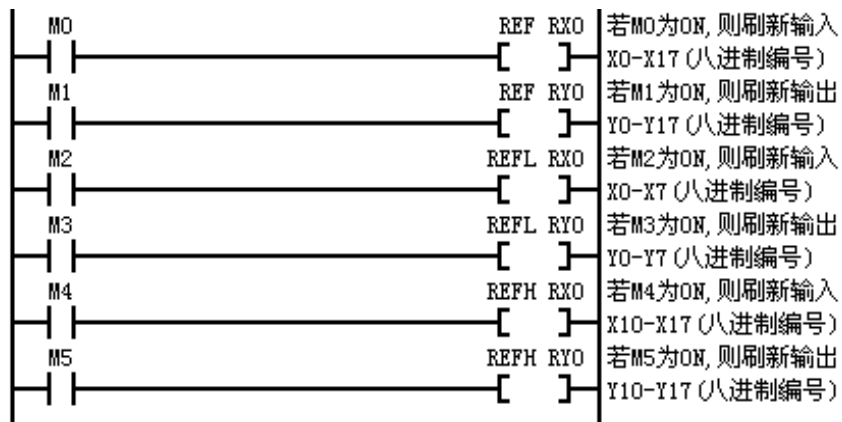 M0 REF RX0 若M0为ON,则刷新输入
X0-X17(八进制编号)
M1 REF RY0 若M1为ON,则刷新输出
Y0-Y17(八进制编号)
M2 REFL RX0 若M2为ON,则刷新输入
X0-X7(八进制编号)
M3 REFL RY0 若M3为ON,则刷新输出
Y0-Y7(八进制编号)
M4 REFH RX0 若M4为ON,则刷新输入
X10-X17(八进制编号)
M5 REFH RY0 若M5为ON,则刷新输出
Y10-Y17(八进制编号)